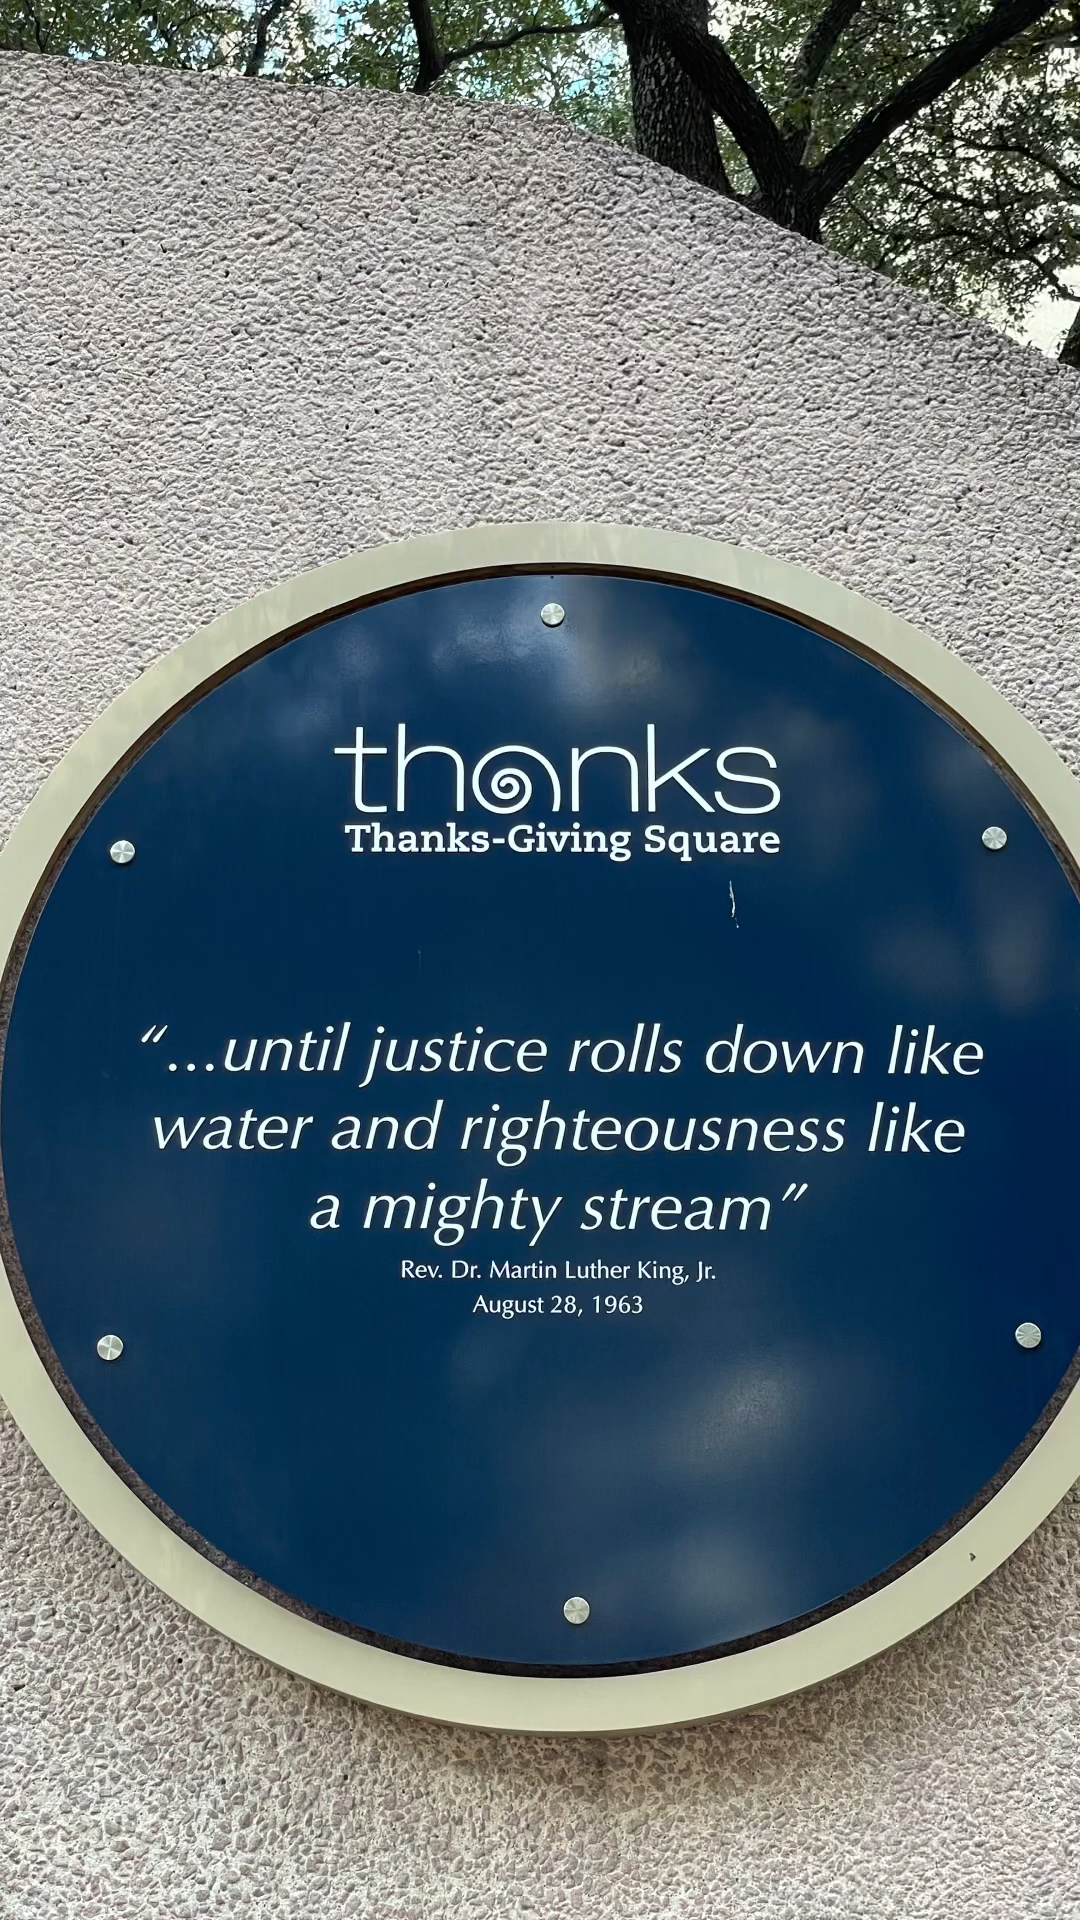 thanks
Thanks-Giving Square
“...until justice rolls down like
water and righteousness like
a mighty stream”
Rev. Dr. Martin Luther King, Jr.
August 28, 1963